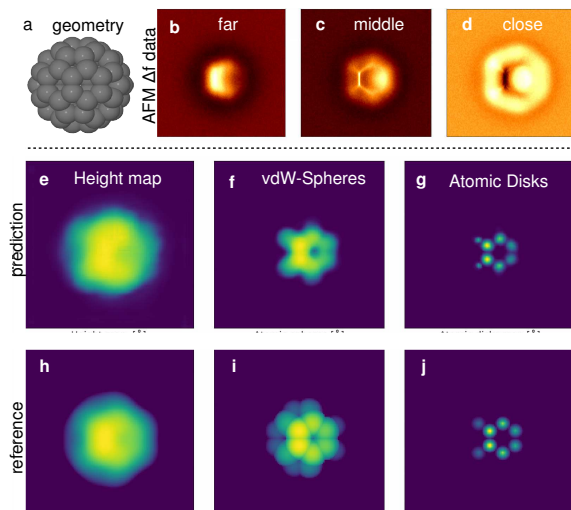 a geometry
b far
c middle
d close
AFM Δf data
e Height map
f vdW-Spheres
g Atomic Disks
prediction
h
i
j
reference